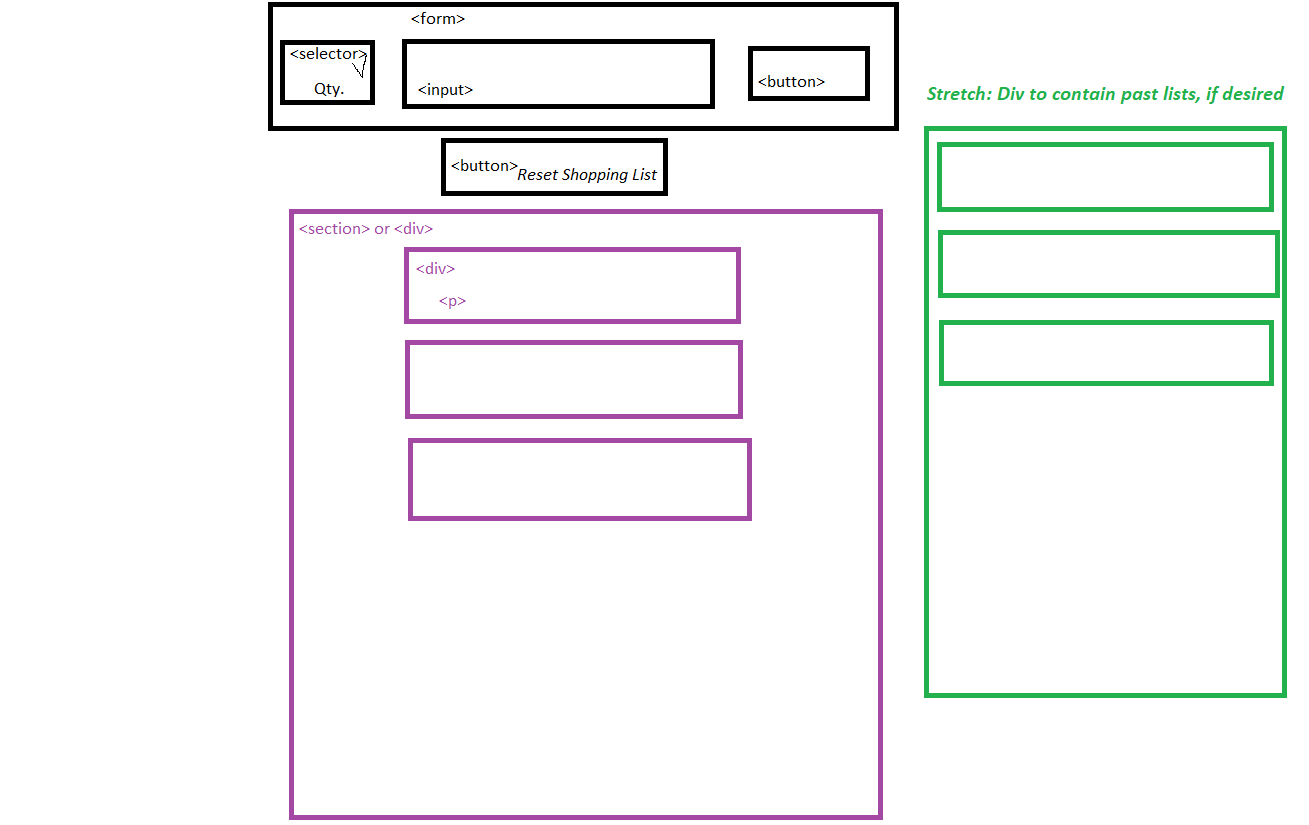 <form>
<selector>
Qty.
<input>
<button>
Stretch: Div to contain past lists, if desired
<button> Reset Shopping List
<section> or <div>
<div>
<p>